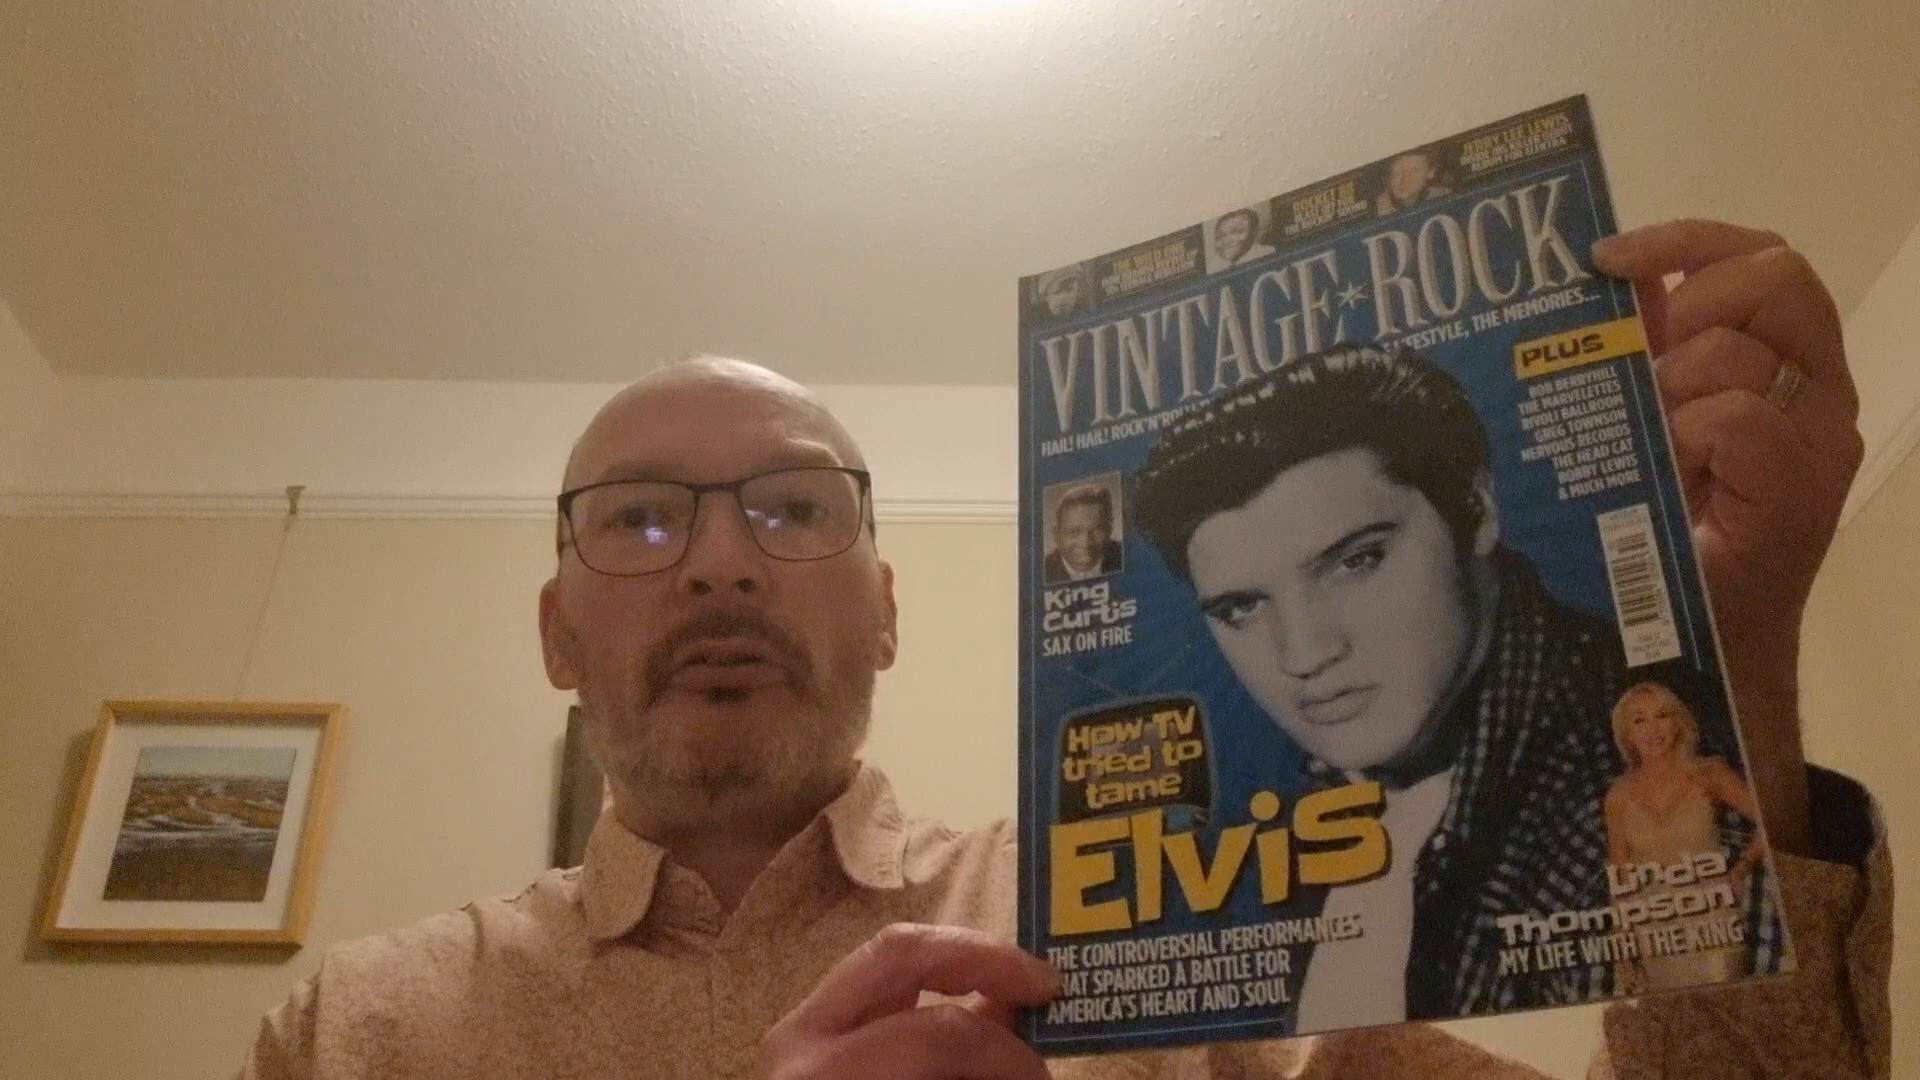 THE WILD ONE
ROCKET 88
JERRY LEE LEWIS
ALBUM FOR ELEKTRA
VINTAGE ROCK
HAIL! HAIL! ROCK'N'ROLL
LIFESTYLE, THE MEMORIES...
PLUS
BOB BERRYHILL
THE MARVELETTES
RIVOLI BALLROOM
GREG TOWNSON
NERVOUS RECORDS
THE HEAD CAT
BOBBY LEWIS
& MUCH MORE
King
Curtis
SAX ON FIRE
How TV
tried to
tame
Elvis
THE CONTROVERSIAL PERFORMANCES
THAT SPARKED A BATTLE FOR
AMERICA'S HEART AND SOUL
Linda
Thompson
MY LIFE WITH THE KING